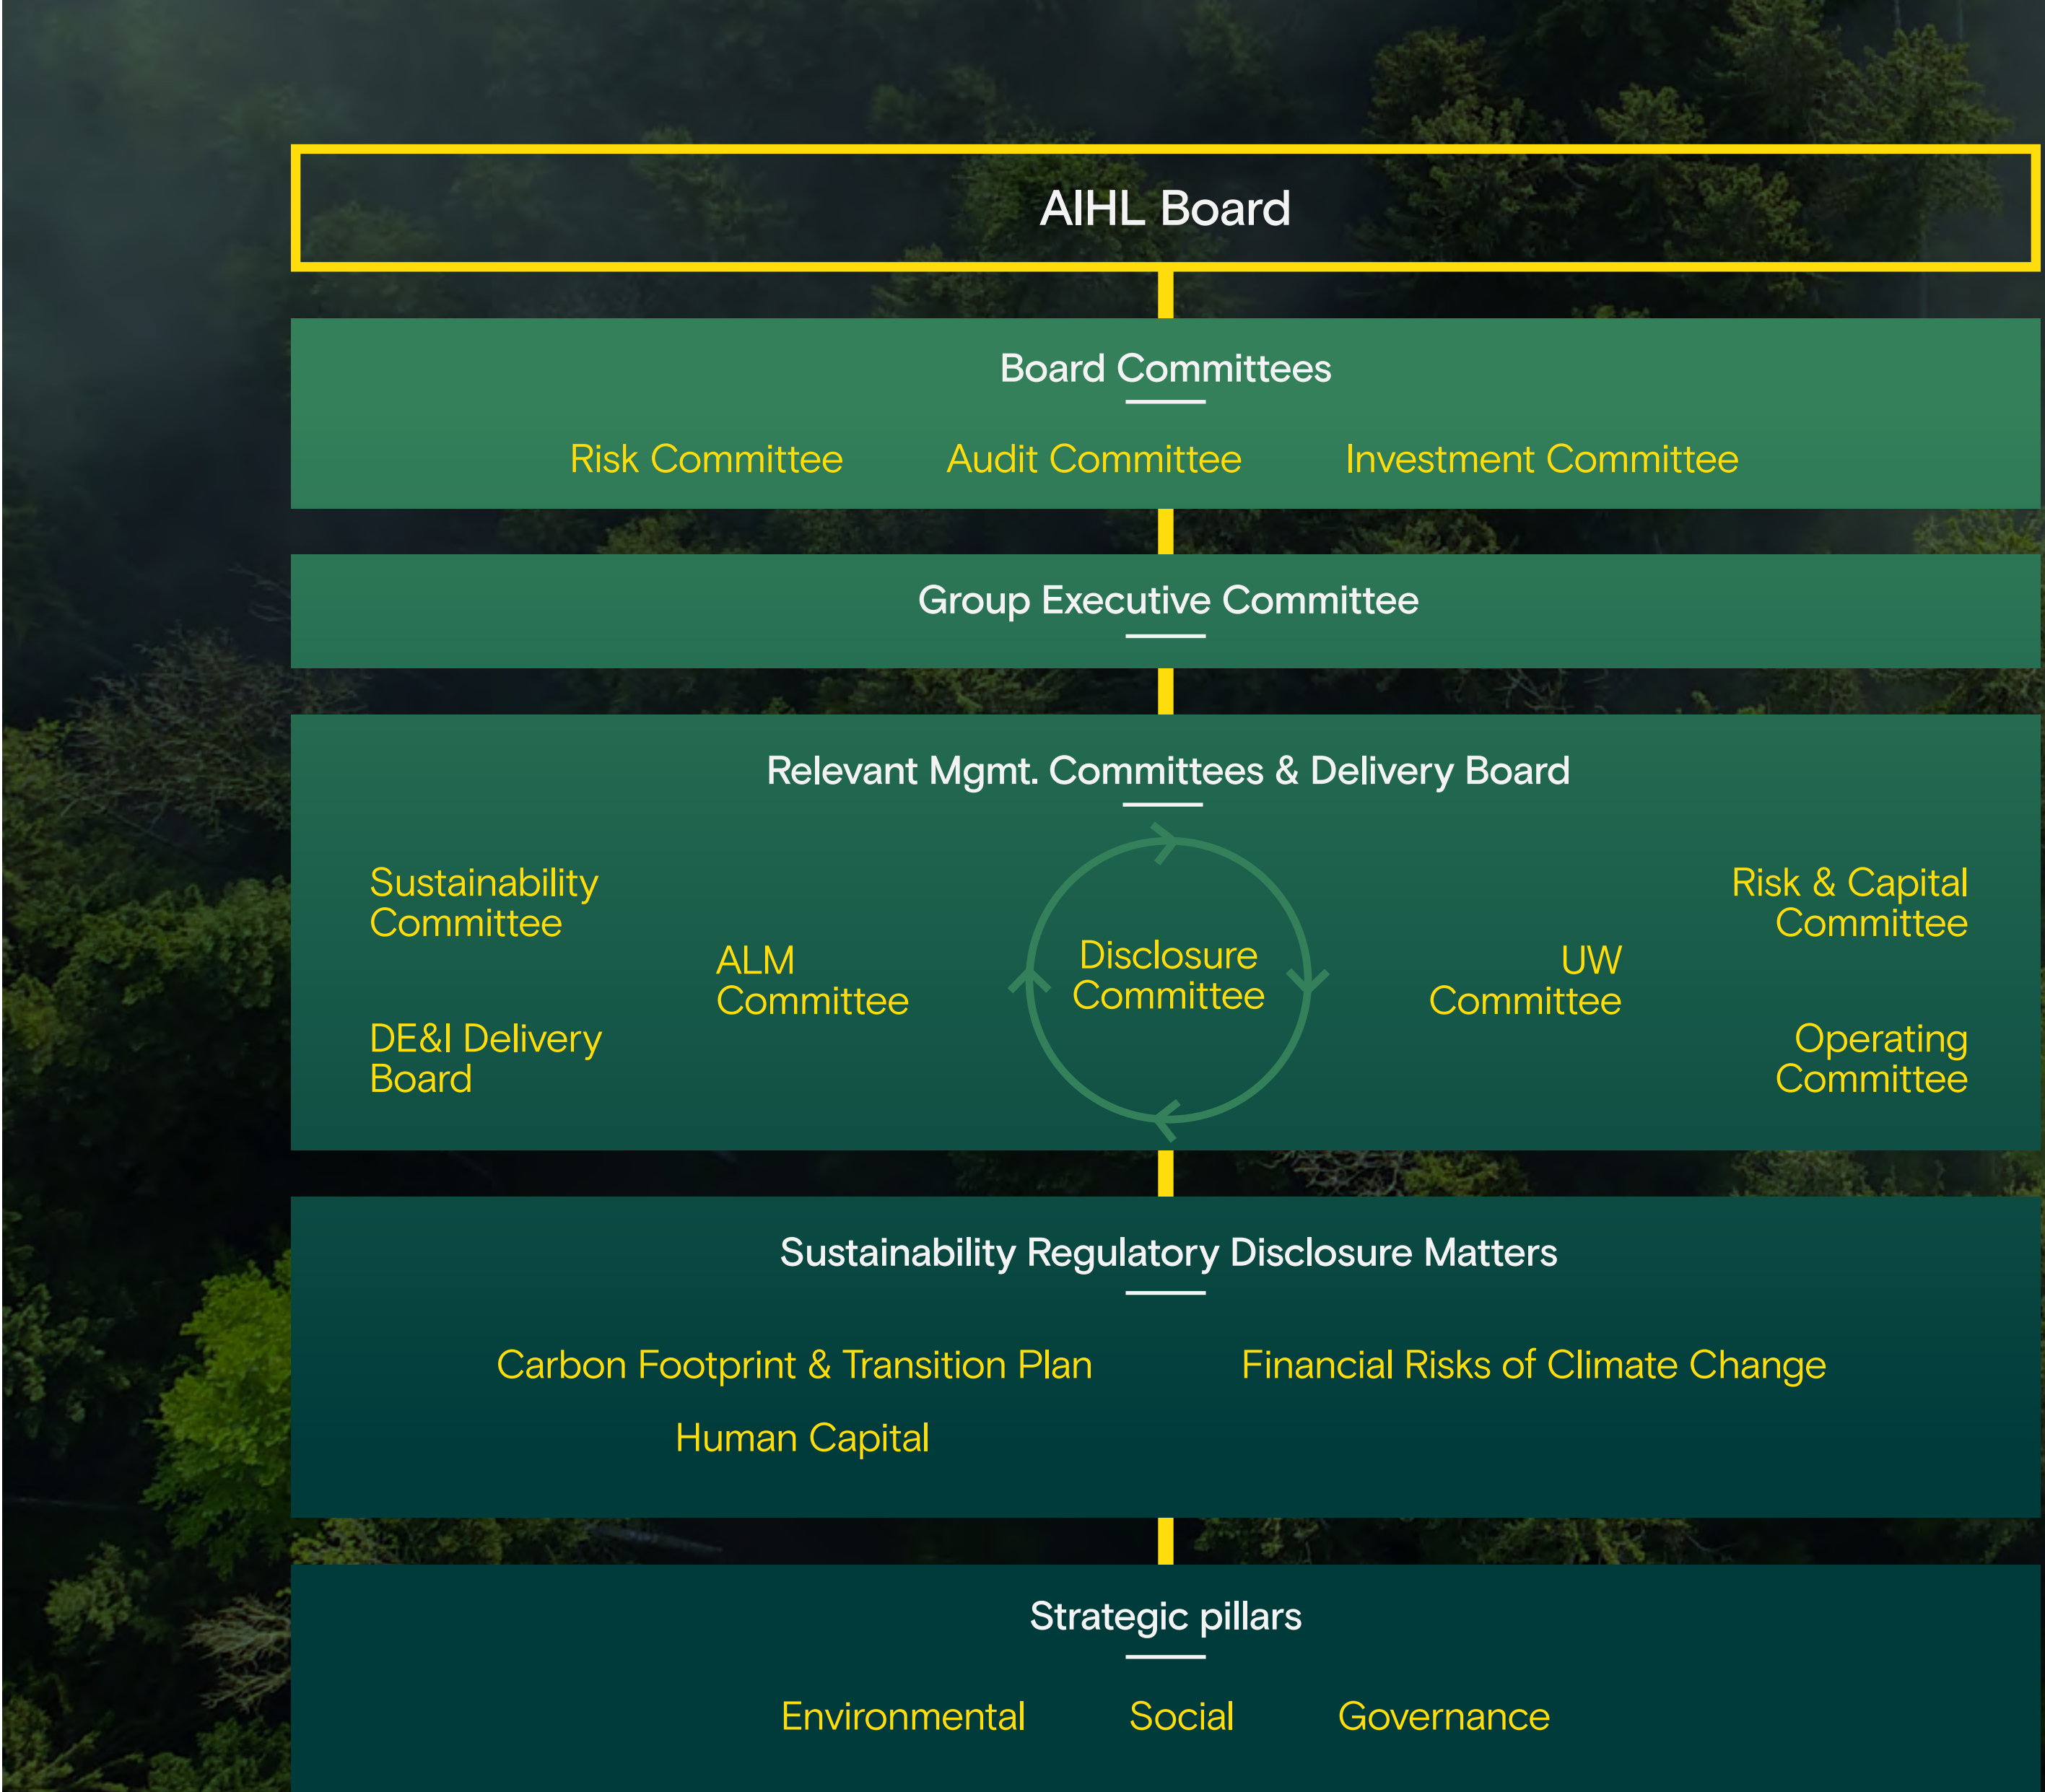 AIHL Board
Board Committees
Risk Committee
Audit Committee
Investment Committee
Group Executive Committee
Relevant Mgmt. Committees & Delivery Board
Sustainability
Committee
DE&I Delivery
Board
ALM
Committee
Disclosure
Committee
UW
Committee
Risk & Capital
Committee
Operating
Committee
Sustainability Regulatory Disclosure Matters
Carbon Footprint & Transition Plan
Financial Risks of Climate Change
Human Capital
Strategic pillars
Environmental
Social
Governance